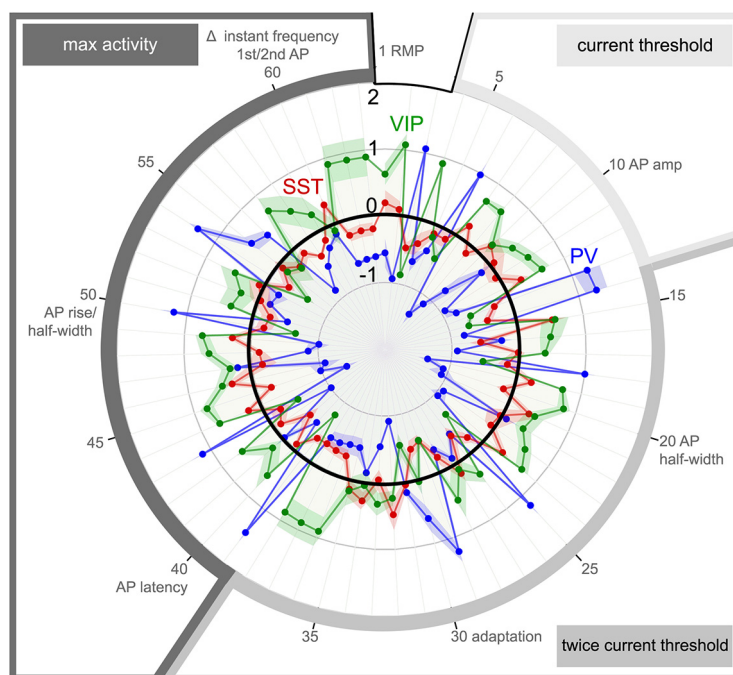 max activity
Δ instant frequency
1st/2nd AP
60
1 RMP
current threshold
2
5
VIP
1
55
10 AP amp
SST
0
PV
-1
50
AP rise/
half-width
15
45
20 AP
half-width
40
AP latency
25
35
30 adaptation
twice current threshold